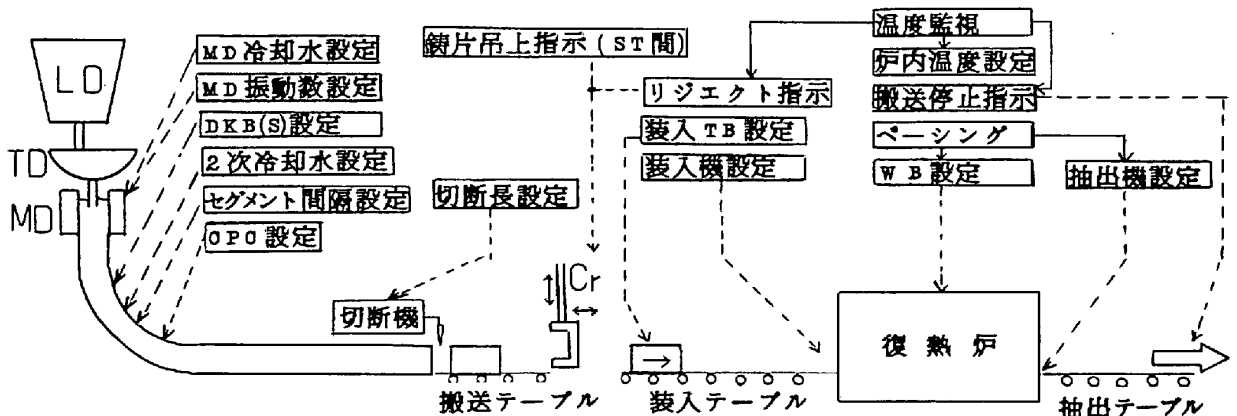 LD
TD
MD
MD冷却水設定
MD振動数設定
DKB(S)設定
2次冷却水設定
セグメント間隔設定
CPC設定
鋳片吊上指示(ST間)
切断長設定
切断機
Cr
搬送テーブル
リジェクト指示
装入TB設定
装入機設定
装入テーブル
温度監視
炉内温度設定
搬送停止指示
ペーシング
WB設定
抽出機設定
復熱炉
抽出テーブル